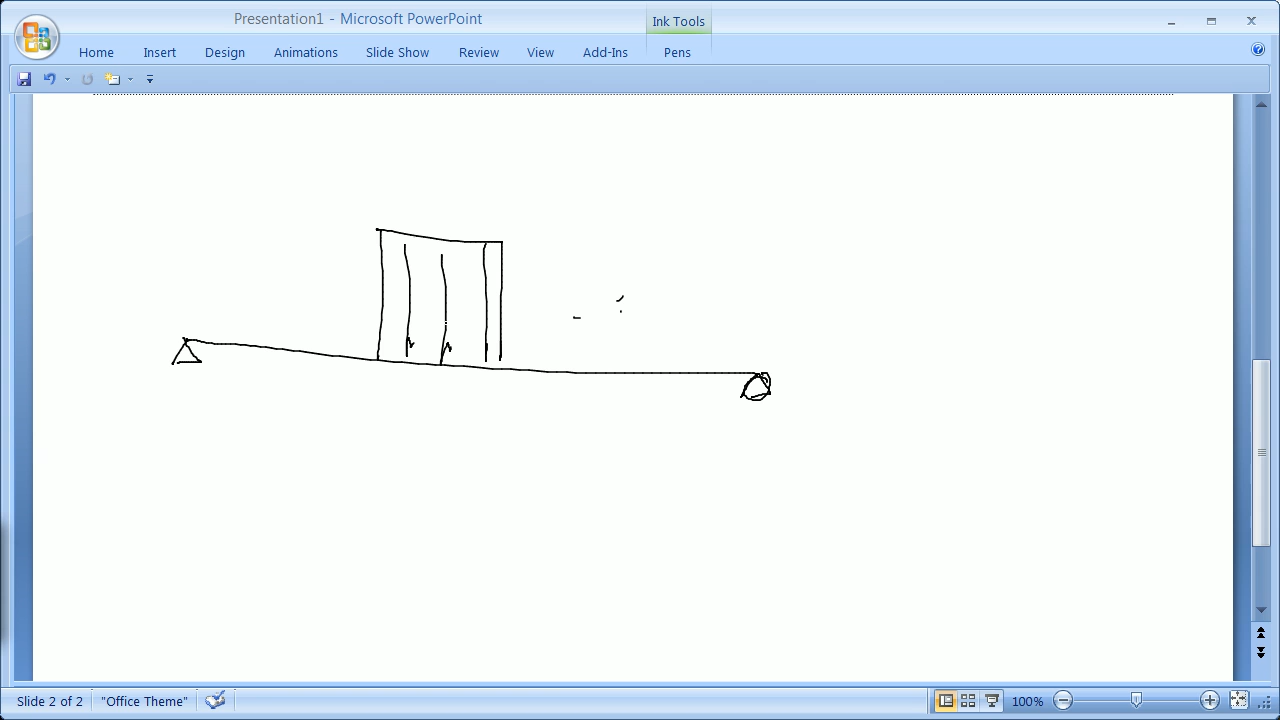 Presentation1 - Microsoft PowerPoint
Ink Tools
Home Insert Design Animations Slide Show Review View Add-Ins Pens
Slide 2 of 2 "Office Theme" 100%